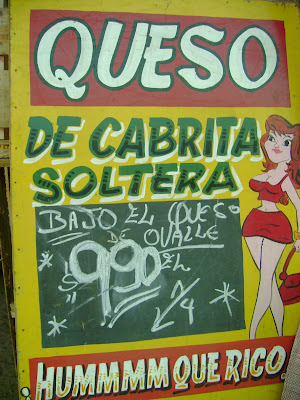 QUESO
DE CABRITA
SOLTERA
BAJO EL QUESO
DE OVALLE
"$ 990 EL
1/4
HUMMMM QUE RICO